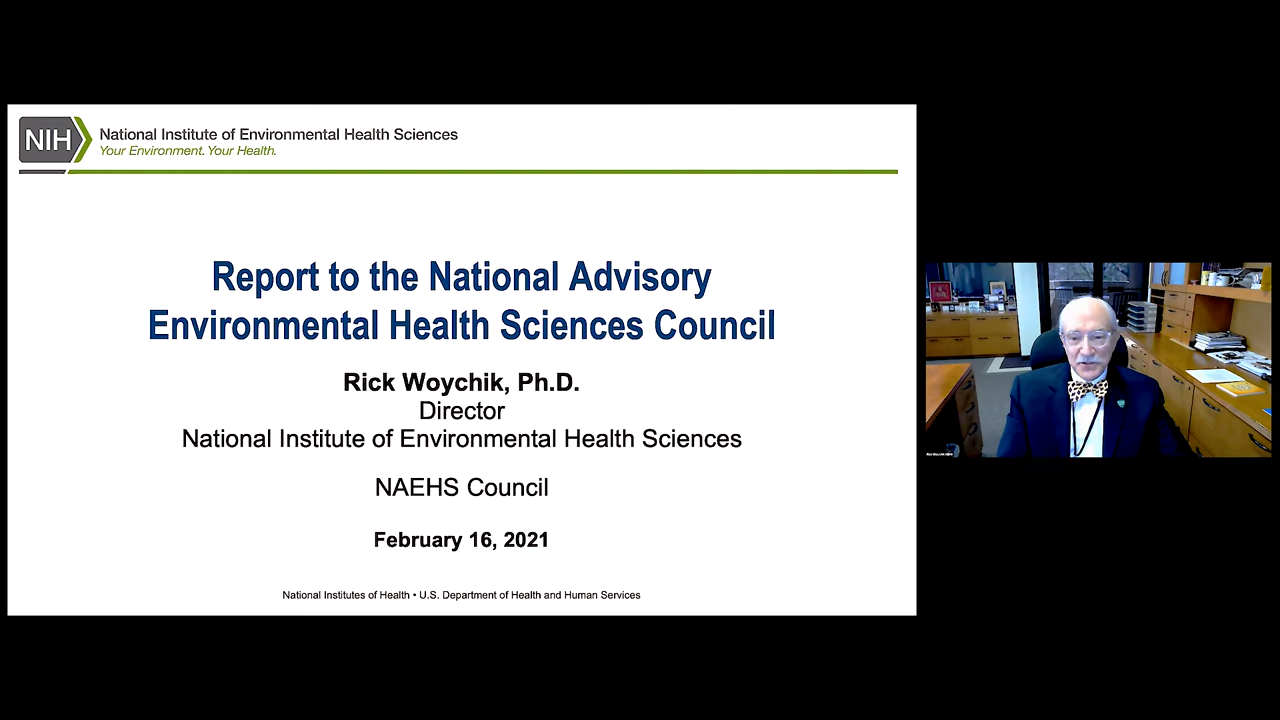 NIH
National Institute of Environmental Health Sciences
Your Environment. Your Health.
Report to the National Advisory
Environmental Health Sciences Council
Rick Woychik, Ph.D.
Director
National Institute of Environmental Health Sciences
NAEHS Council
February 16, 2021
National Institutes of Health • U.S. Department of Health and Human Services